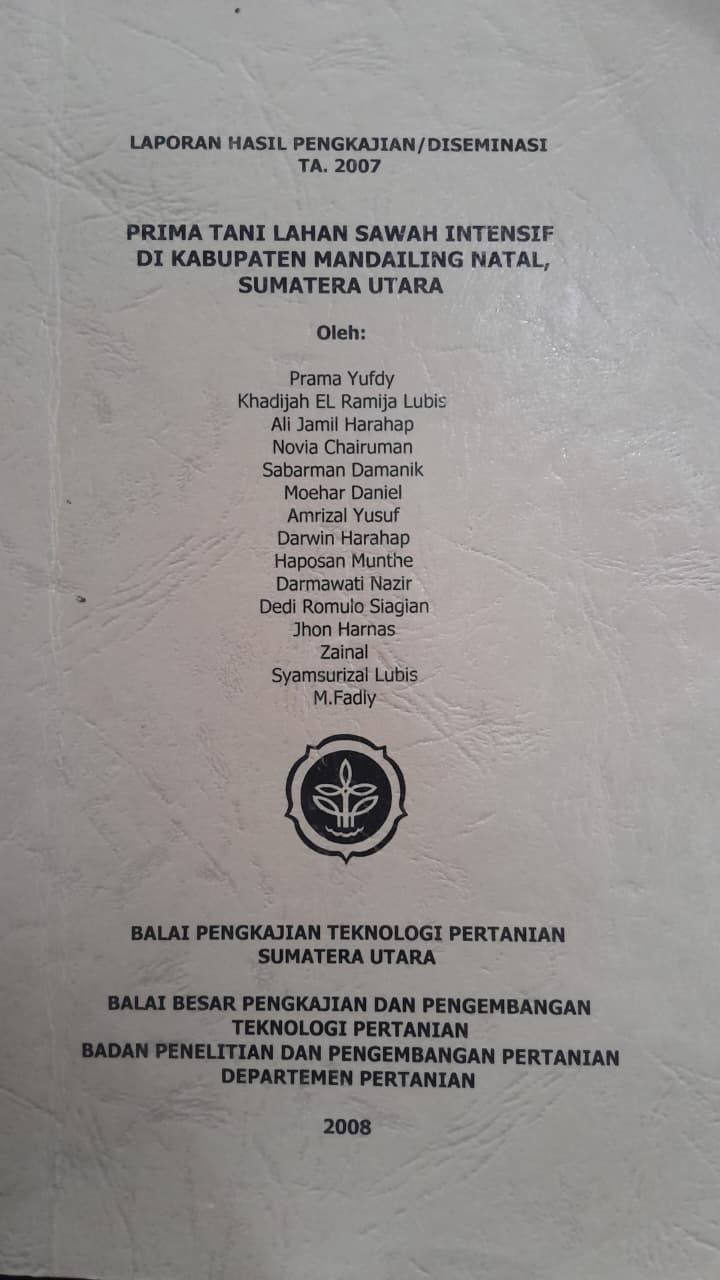 LAPORAN HASIL PENGKAJIAN/DISEMINASI
TA. 2007
PRIMA TANI LAHAN SAWAH INTENSIF
DI KABUPATEN MANDAILING NATAL,
SUMATERA UTARA
Oleh:
Prama Yufdy
Khadijah EL Ramija Lubis
Ali Jamil Harahap
Novia Chairuman
Sabarman Damanik
Moehar Daniel
Amrizal Yusuf
Darwin Harahap
Haposan Munthe
Darmawati Nazir
Dedi Romulo Siagian
Jhon Harnas
Zainal
Syamsurizal Lubis
M.Fadly
BALAI PENGKAJIAN TEKNOLOGI PERTANIAN
SUMATERA UTARA
BALAI BESAR PENGKAJIAN DAN PENGEMBANGAN
TEKNOLOGI PERTANIAN
BADAN PENELITIAN DAN PENGEMBANGAN PERTANIAN
DEPARTEMEN PERTANIAN
2008